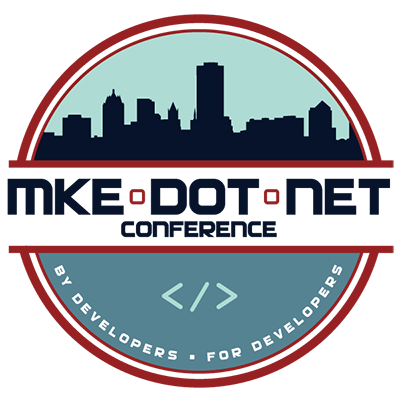 MKE▫DOT▫NET
CONFERENCE
</>
BY DEVELOPERS ▪ FOR DEVELOPERS